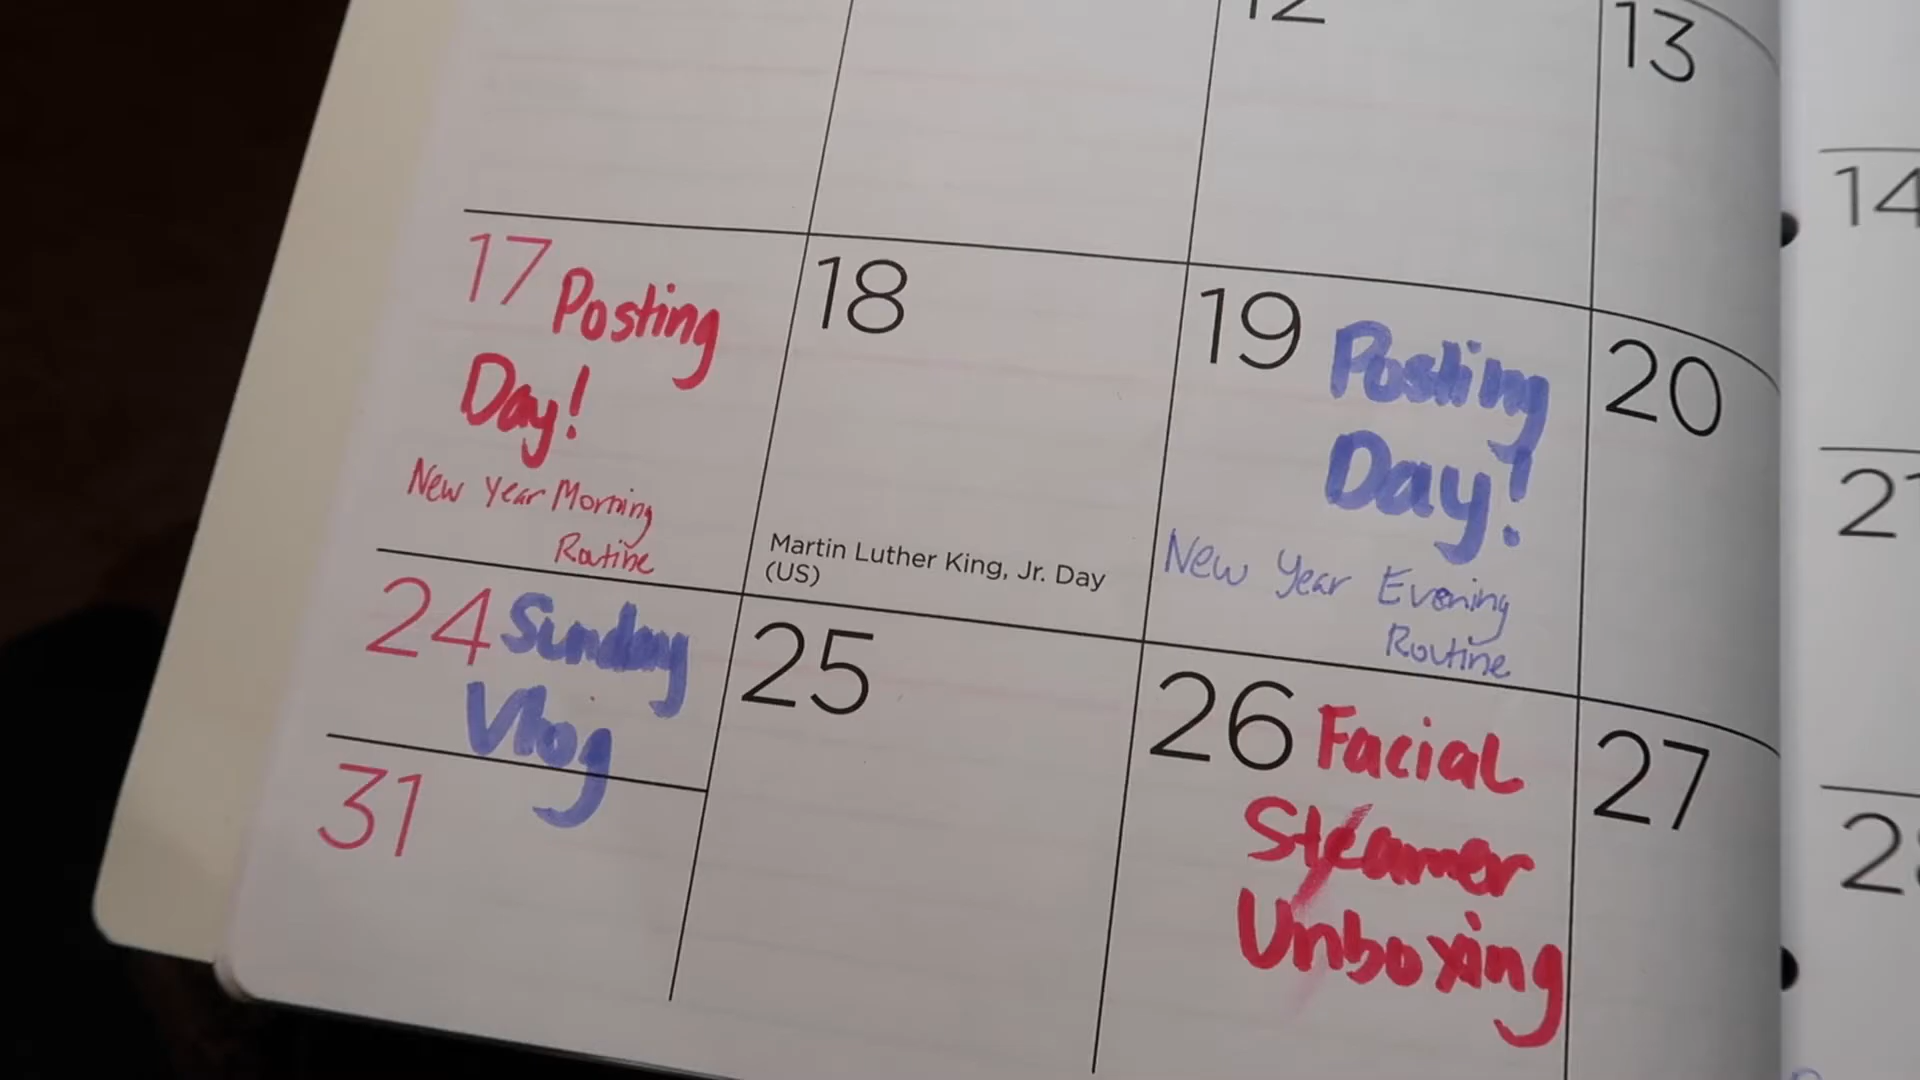 12
13
14
17 Posting
Day!
New Year Morning
Routine
18
Martin Luther King, Jr. Day
(US)
19 Posting
Day!
New Year Evening
Routine
20
24 Sunday
Vlog
25
26 Facial
Steamer
Unboxing
27
31